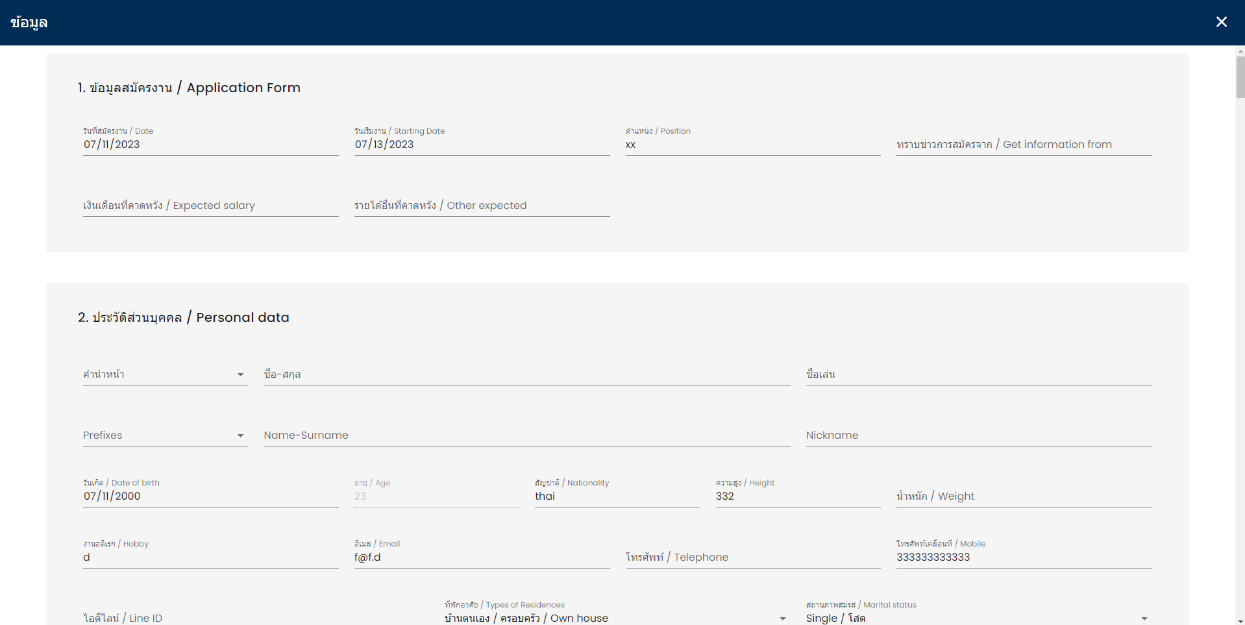 ข้อมูล
1. ข้อมูลสมัครงาน / Application Form
วันที่สมัครงาน / Date
07/11/2023
วันเริ่มงาน / Starting Date
07/13/2023
ตำแหน่ง / Position
xx
ทราบข่าวการสมัครจาก / Get information from
เงินเดือนที่คาดหวัง / Expected salary
รายได้อื่นที่คาดหวัง / Other expected
2. ประวัติส่วนบุคคล / Personal data
คำนำหน้า
ชื่อ-สกุล
ชื่อเล่น
Prefixes
Name-Surname
Nickname
วันเกิด / Date of birth
07/11/2000
อายุ / Age
23
สัญชาติ / Nationality
thai
ความสูง / Height
332
น้ำหนัก / Weight
งานอดิเรก / Hobby
d
อีเมล / Email
f@f.d
โทรศัพท์ / Telephone
โทรศัพท์เคลื่อนที่ / Mobile
333333333333
ไอดีไลน์ / Line ID
ที่พักอาศัย / Types of Residences
บ้านตนเอง / ครอบครัว / Own house
สถานภาพสมรส / Marital status
Single / โสด